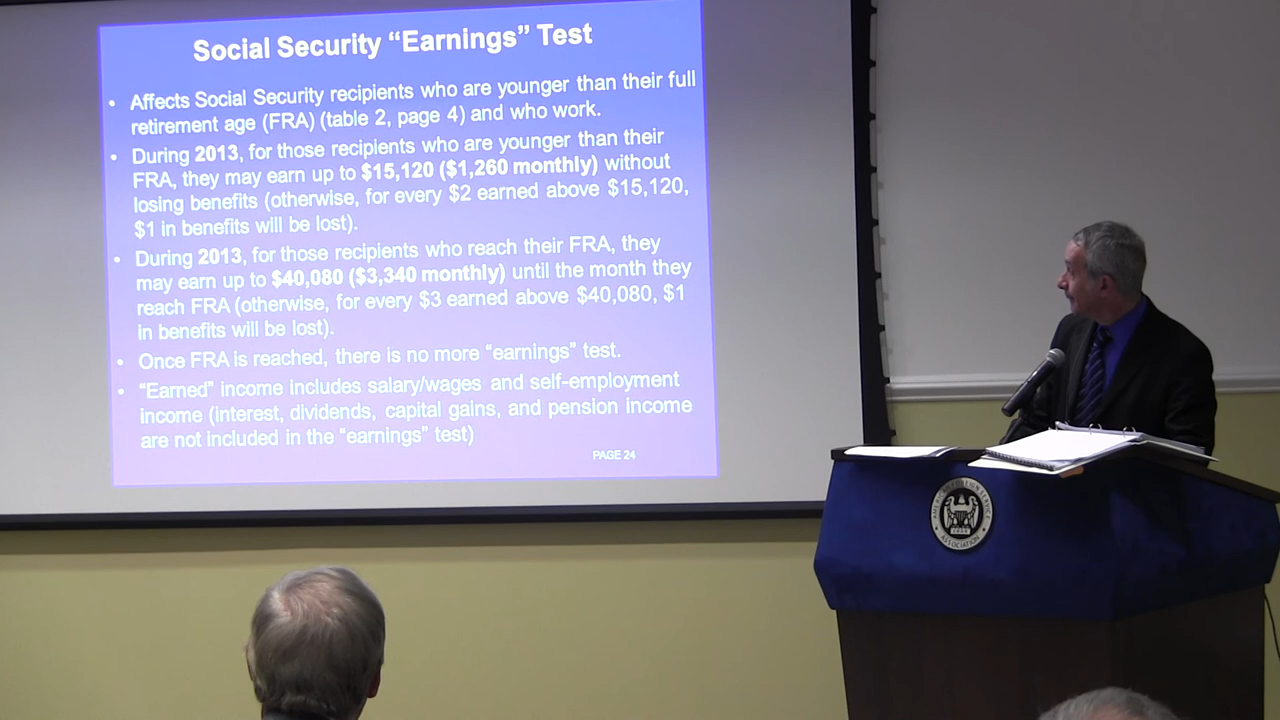 Social Security “Earnings” Test
• Affects Social Security recipients who are younger than their full
retirement age (FRA) (table 2, page 4) and who work.
• During 2013, for those recipients who are younger than their
FRA, they may earn up to $15,120 ($1,260 monthly) without
losing benefits (otherwise, for every $2 earned above $15,120,
$1 in benefits will be lost).
• During 2013, for those recipients who reach their FRA, they
may earn up to $40,080 ($3,340 monthly) until the month they
reach FRA (otherwise, for every $3 earned above $40,080, $1
in benefits will be lost).
• Once FRA is reached, there is no more “earnings” test.
• “Earned” income includes salary/wages and self-employment
income (interest, dividends, capital gains, and pension income
are not included in the “earnings” test)
PAGE 24
AMERICAN FOREIGN SERVICE
ASSOCIATION